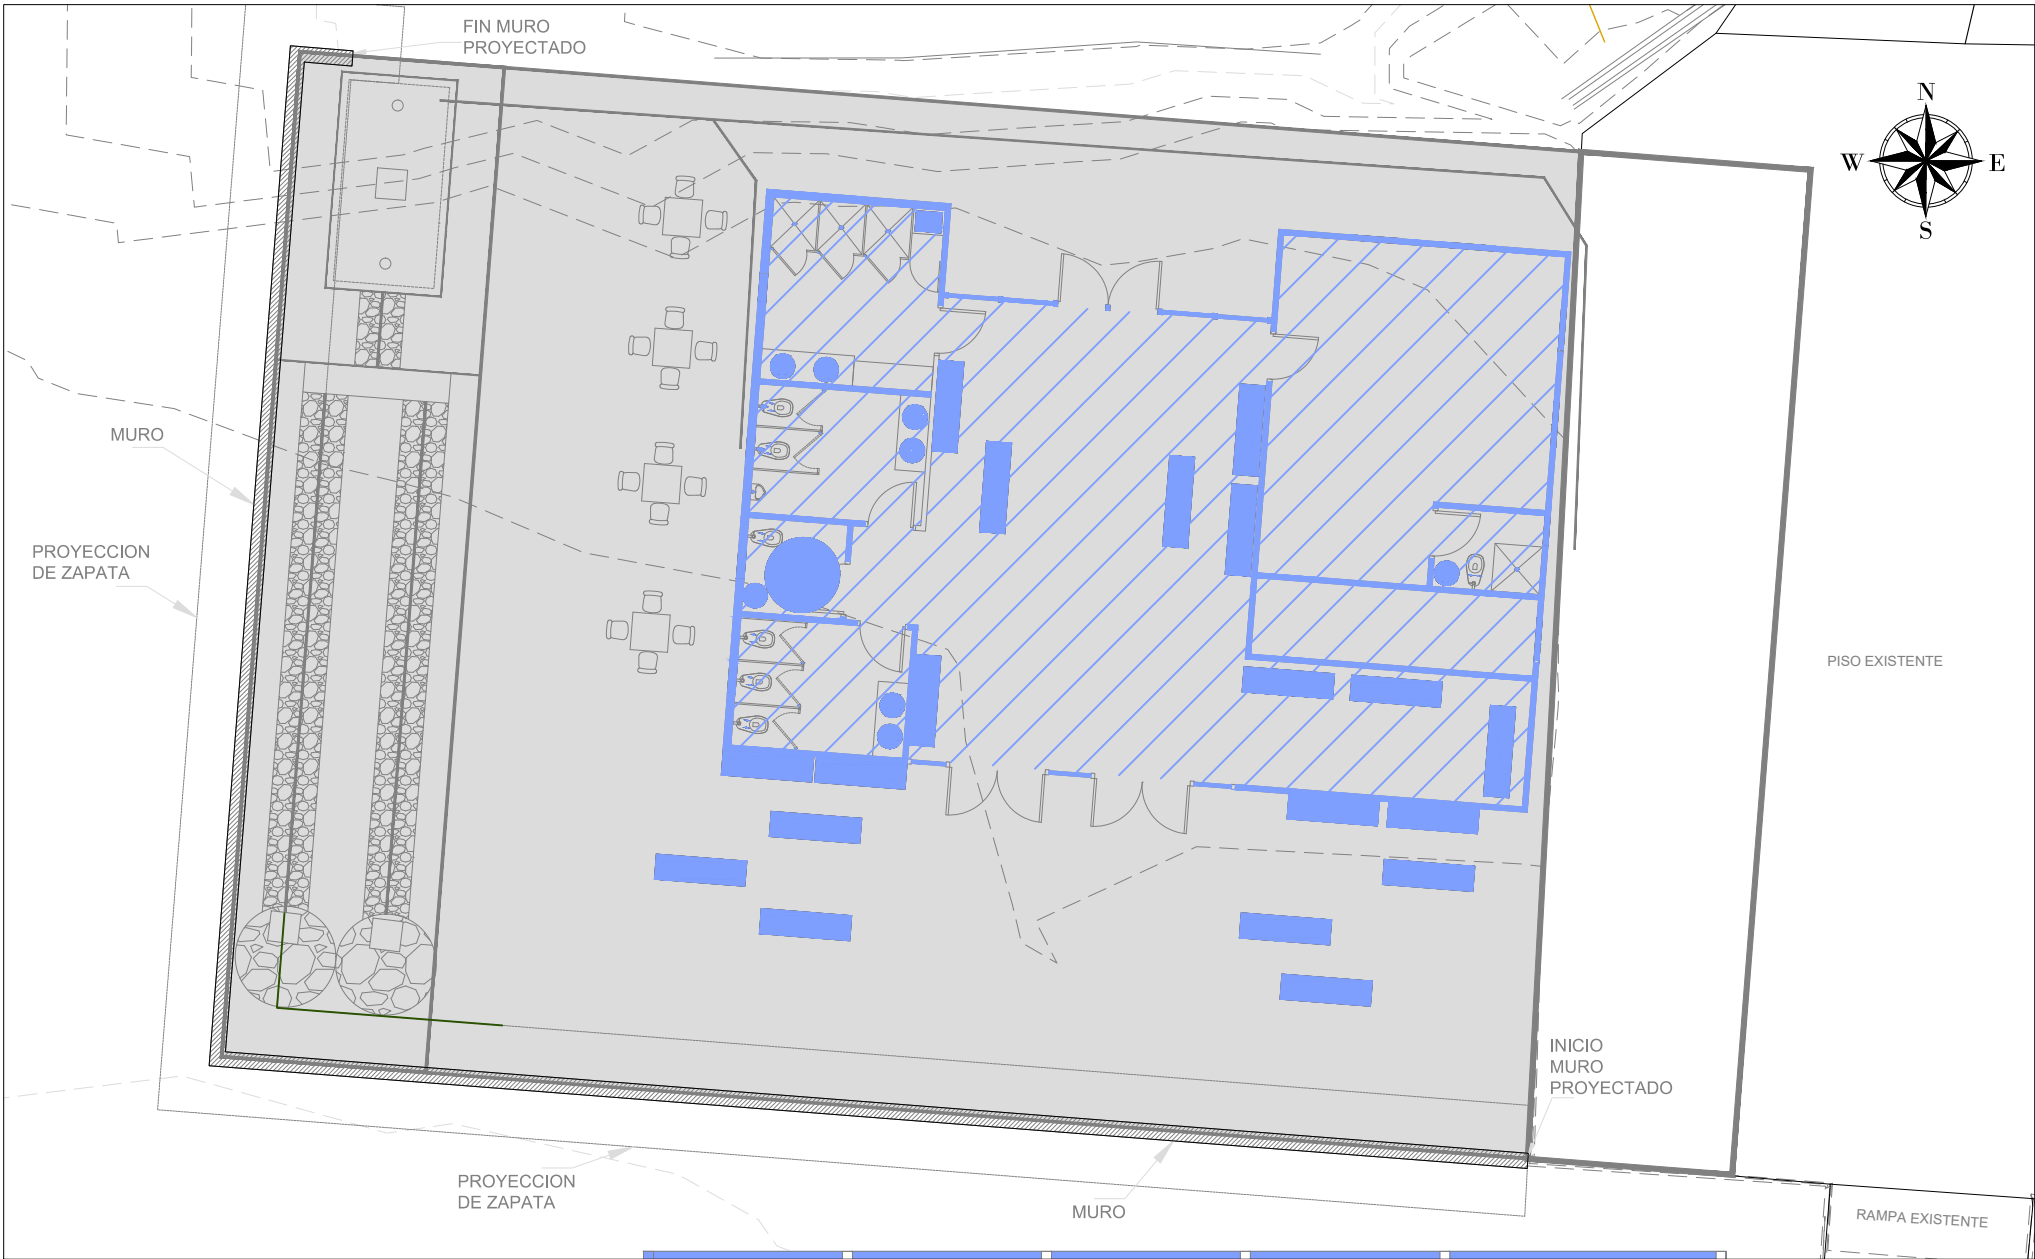 FIN MURO
PROYECTADO
N
W
E
S
MURO
PROYECCION
DE ZAPATA
PISO EXISTENTE
INICIO
MURO
PROYECTADO
PROYECCION
DE ZAPATA
MURO
RAMPA EXISTENTE